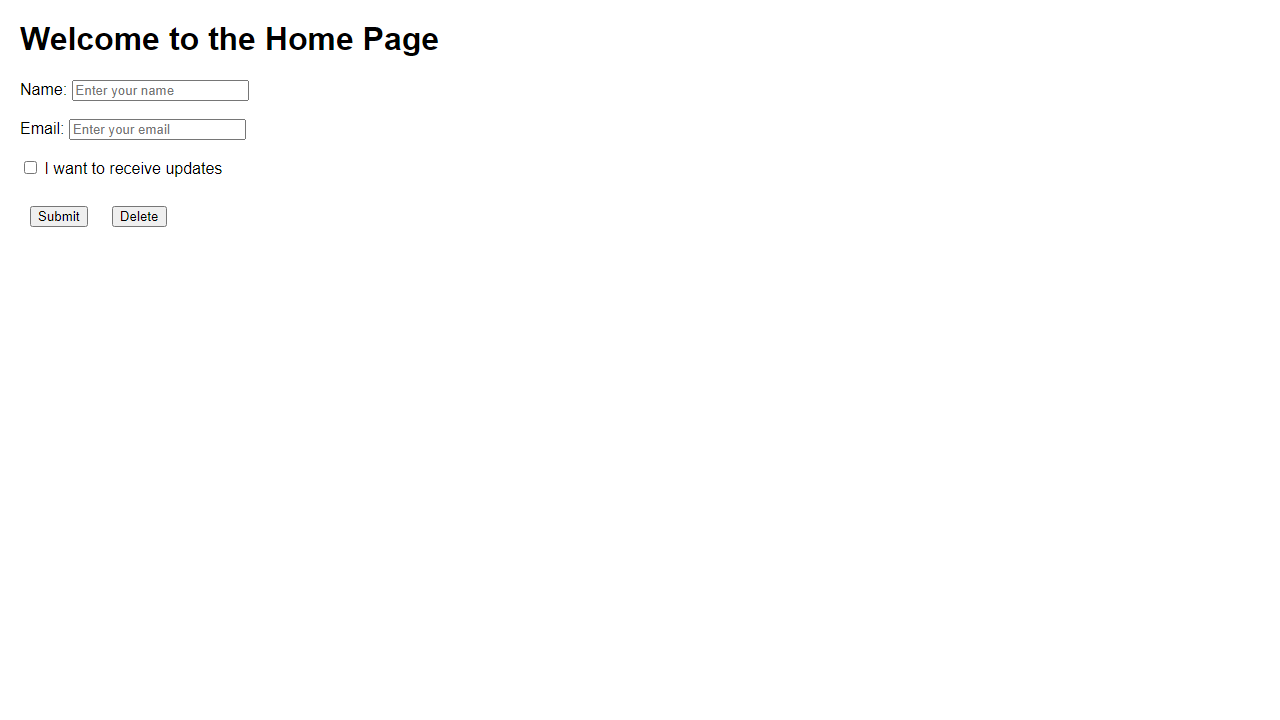 Welcome to the Home Page
Name: Enter your name
Email: Enter your email
I want to receive updates
Submit Delete